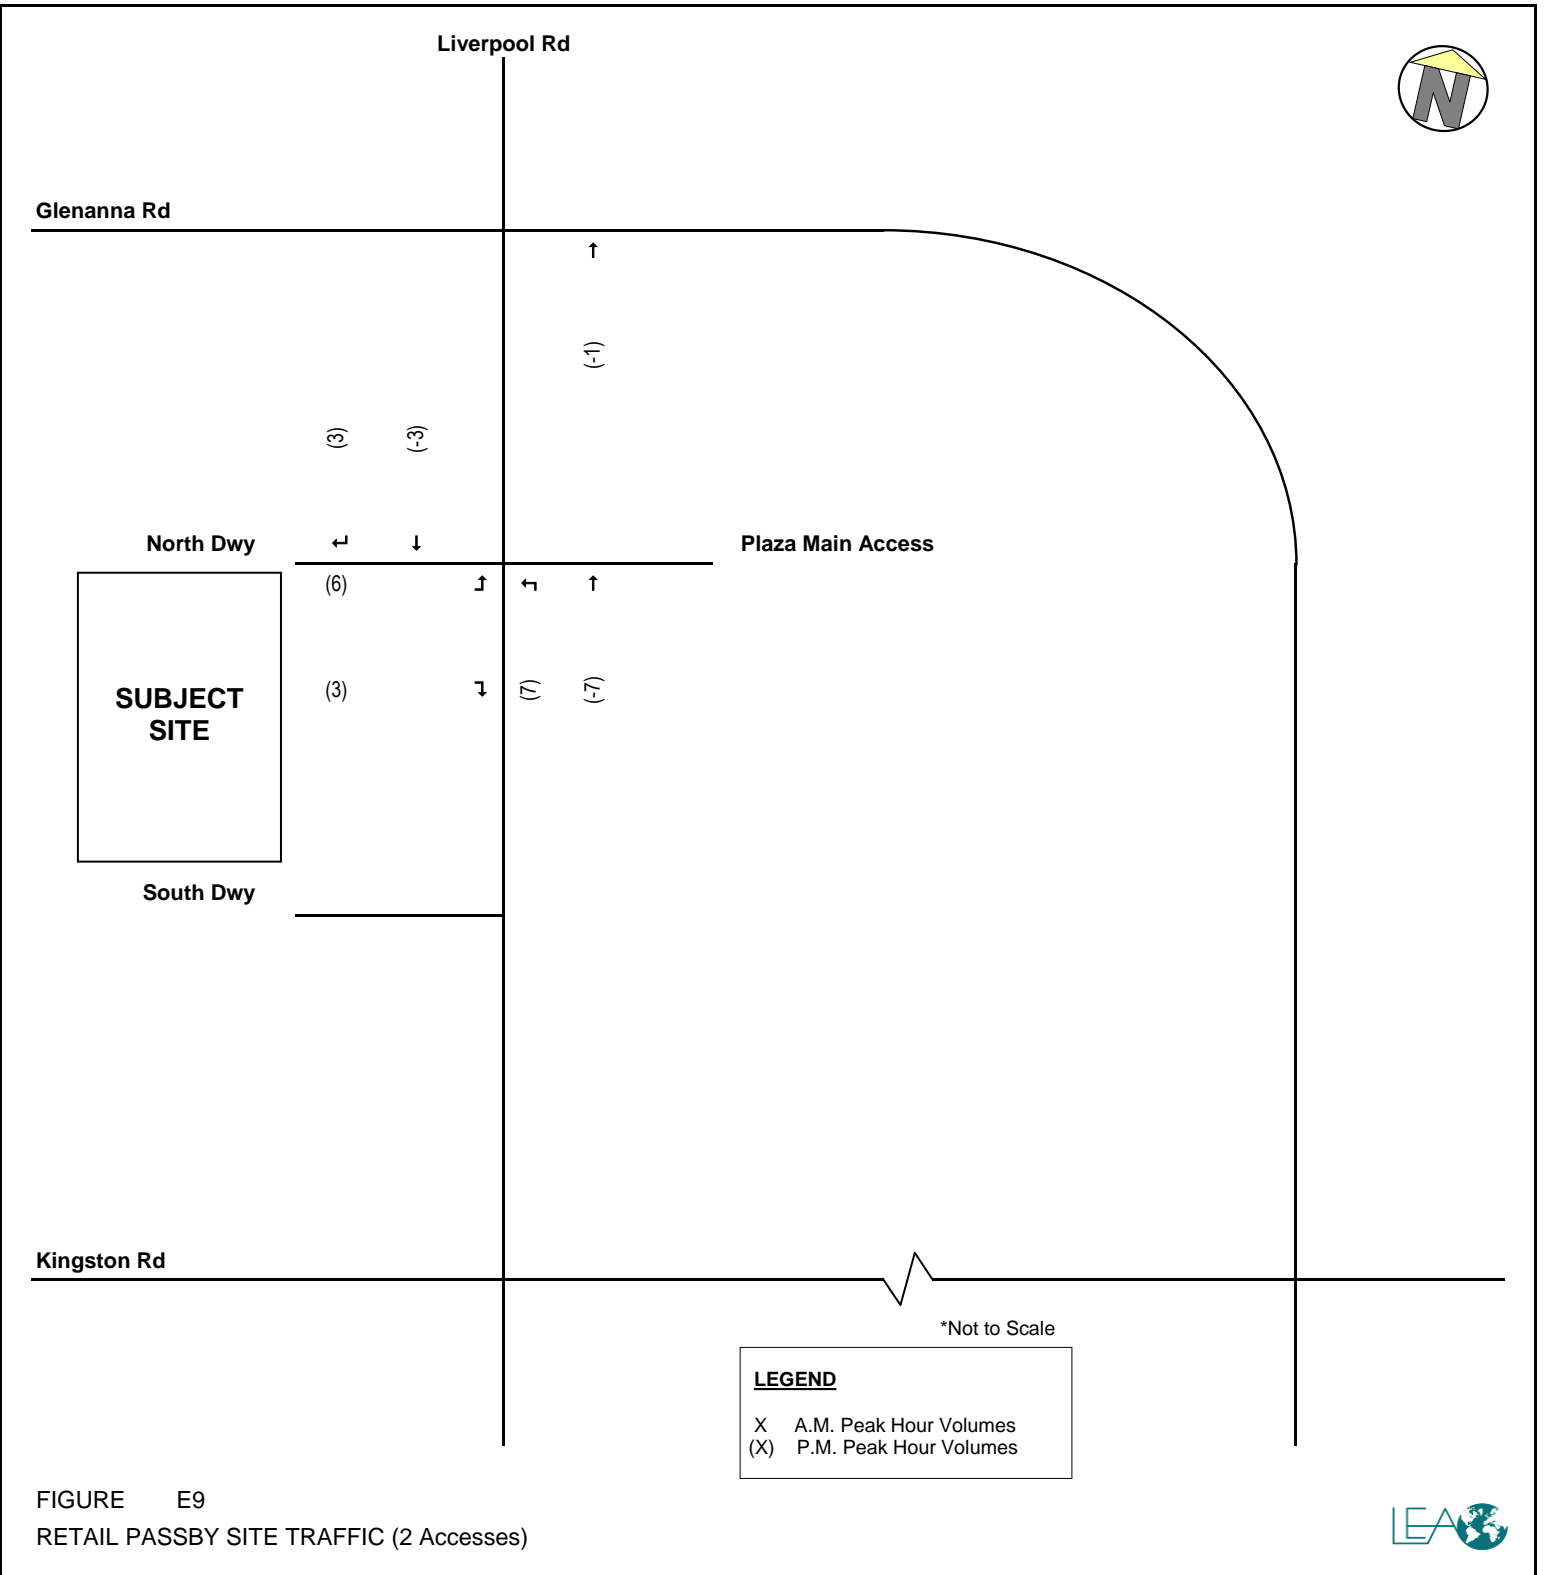 Liverpool Rd
N
Glenanna Rd
(-1)
(3) (-3)
North Dwy
Plaza Main Access
(6)
SUBJECT
SITE
(3)
(7) (-7)
South Dwy
Kingston Rd
*Not to Scale
LEGEND
X A.M. Peak Hour Volumes
(X) P.M. Peak Hour Volumes
FIGURE E9
RETAIL PASSBY SITE TRAFFIC (2 Accesses)
LEA